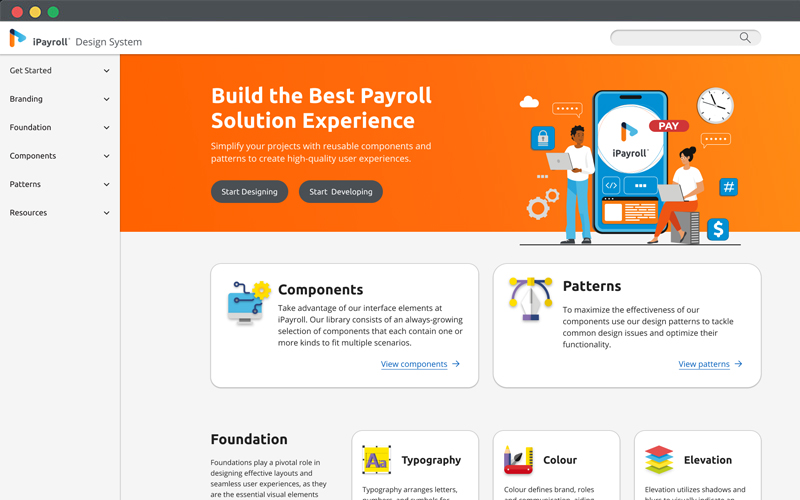 iPayroll Design System
Get Started
Branding
Foundation
Components
Patterns
Resources
Build the Best Payroll
Solution Experience
Simplify your projects with reusable components and
patterns to create high-quality user experiences.
Start Designing
Start Developing
PAY
iPayroll
</>
#
$
Components
Take advantage of our interface elements at
iPayroll. Our library consists of an always-growing
selection of components that each contain one or
more kinds to fit multiple scenarios.
View components →
Patterns
To maximize the effectiveness of our
components use our design patterns to tackle
common design issues and optimize their
functionality.
View patterns →
Foundation
Foundations play a pivotal role in
designing effective layouts and
seamless user experiences, as they
are the essential visual elements
Aa
Typography
Typography arranges letters,
numbers, and symbols for
Colour
Colour defines brand, roles
and communication, aiding
Elevation
Elevation utilizes shadows and
blurs to visually indicate an